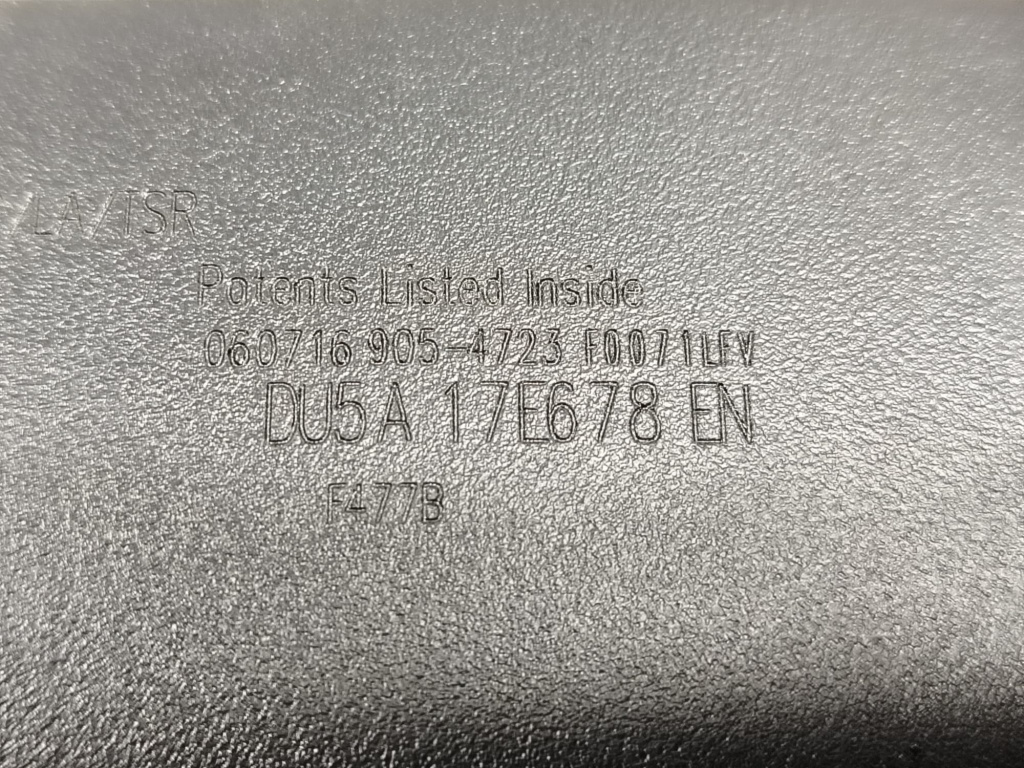 /LA/TSR
Patents Listed Inside
060716 905-4723 F0071LFV
DU5A 17E678 EN
F477B